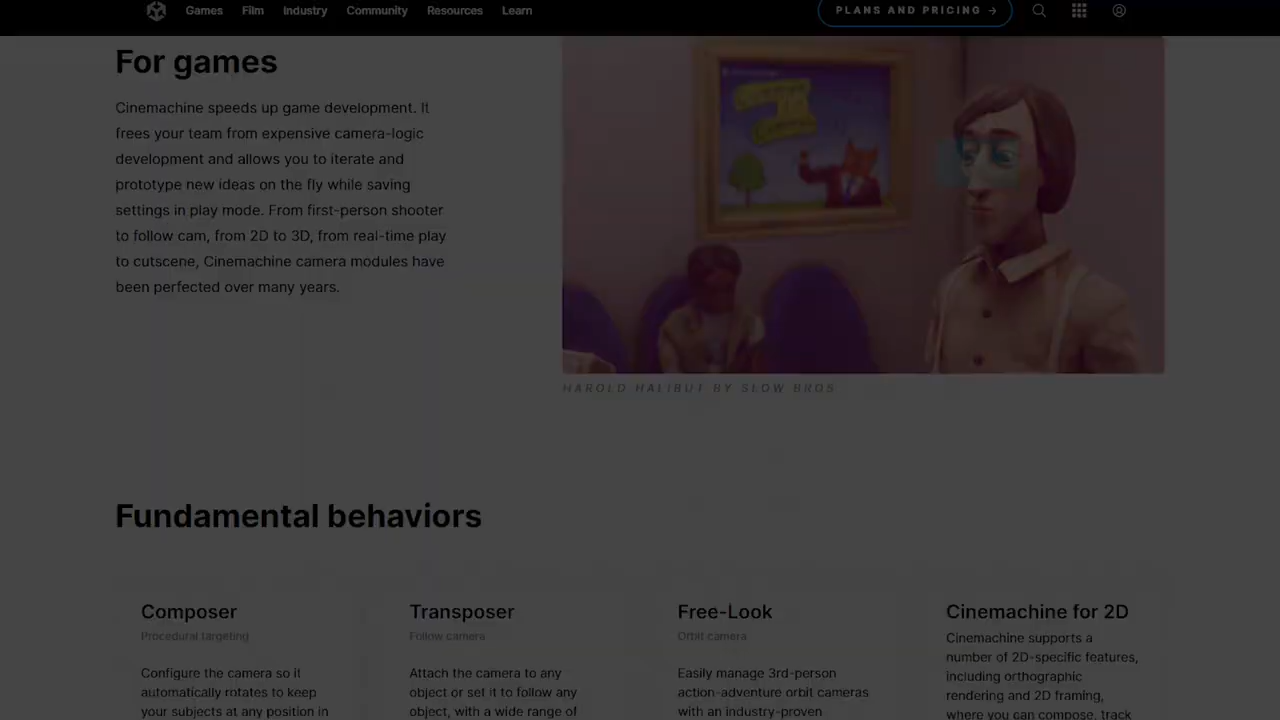 Games Film Industry Community Resources Learn PLANS AND PRICING →
For games
Cinemachine speeds up game development. It
frees your team from expensive camera-logic
development and allows you to iterate and
prototype new ideas on the fly while saving
settings in play mode. From first-person shooter
to follow cam, from 2D to 3D, from real-time play
to cutscene, Cinemachine camera modules have
been perfected over many years.
HAROLD HALIBUT BY SLOW BROS
Fundamental behaviors
Composer
Procedural targeting
Configure the camera so it
automatically rotates to keep
your subjects at any position in
Transposer
Follow camera
Attach the camera to any
object or set it to follow any
object, with a wide range of
Free-Look
Orbit camera
Easily manage 3rd-person
action-adventure orbit cameras
with an industry-proven
Cinemachine for 2D
Cinemachine supports a
number of 2D-specific features,
including orthographic
rendering and 2D framing,
where you can compose, track